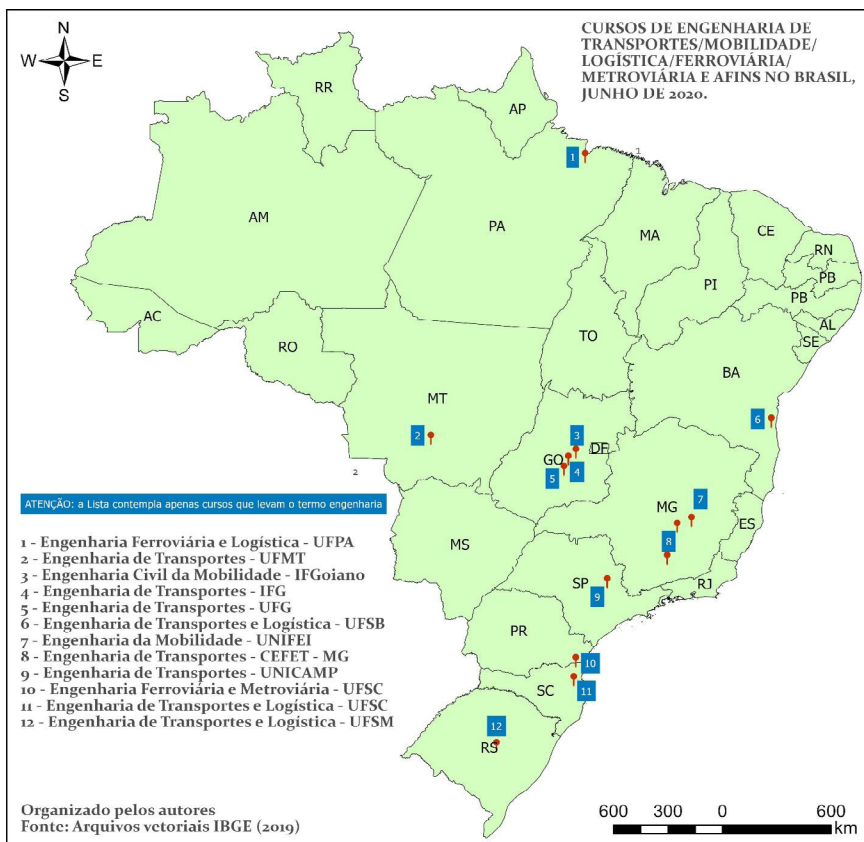 N
W E
S
CURSOS DE ENGENHARIA DE
TRANSPORTES/MOBILIDADE/
LOGÍSTICA/FERROVIÁRIA/
METROVIÁRIA E AFINS NO BRASIL,
JUNHO DE 2020.
RR
AP
1
1
AM
PA
MA
CE
RN
PB
PI
PB
AC
AL
TO
SE
RO
BA
MT
6
2
3
DF
GO
5
4
2
7
MG
ES
8
MS
SP
RJ
9
PR
10
SC
11
12
RS
ATENÇÃO: a Lista contempla apenas cursos que levam o termo engenharia
1 - Engenharia Ferroviária e Logística - UFPA
2 - Engenharia de Transportes - UFMT
3 - Engenharia Civil da Mobilidade - IFGoiano
4 - Engenharia de Transportes - IFG
5 - Engenharia de Transportes - UFG
6 - Engenharia de Transportes e Logística - UFSB
7 - Engenharia da Mobilidade - UNIFEI
8 - Engenharia de Transportes - CEFET - MG
9 - Engenharia de Transportes - UNICAMP
10 - Engenharia Ferroviária e Metroviária - UFSC
11 - Engenharia de Transportes e Logística - UFSC
12 - Engenharia de Transportes e Logística - UFSM
Organizado pelos autores
Fonte: Arquivos vetoriais IBGE (2019)
600 300 0 600
km